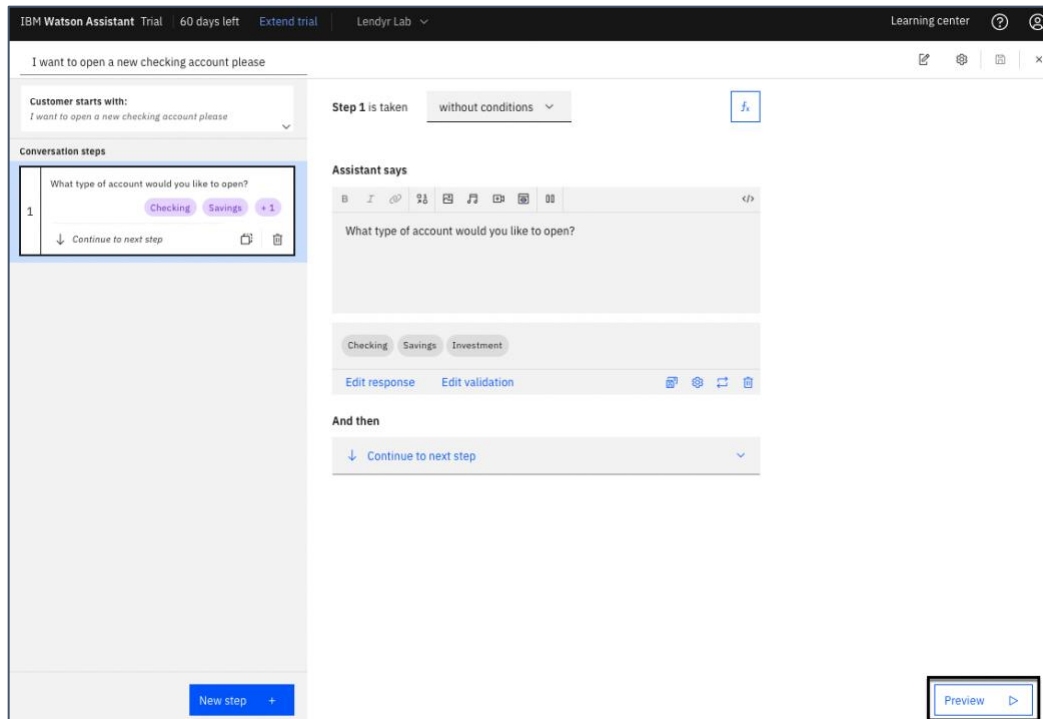 IBM Watson Assistant Trial 60 days left Extend trial Lendyr Lab Learning center
I want to open a new checking account please
Customer starts with:
I want to open a new checking account please
Conversation steps
1
What type of account would you like to open?
Checking Savings + 1
Continue to next step
New step +
Step 1 is taken without conditions fx
Assistant says
B I </>
What type of account would you like to open?
Checking Savings Investment
Edit response Edit validation
And then
Continue to next step
Preview